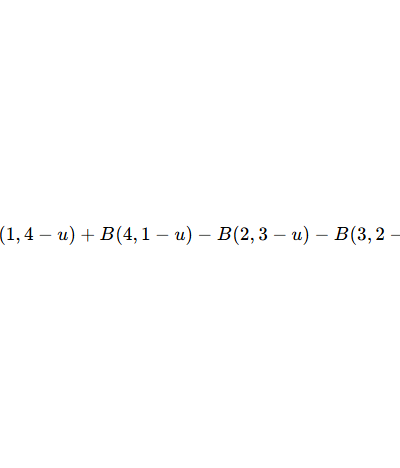 (1, 4 − u) + B(4, 1 − u) − B(2, 3 − u) − B(3, 2 −